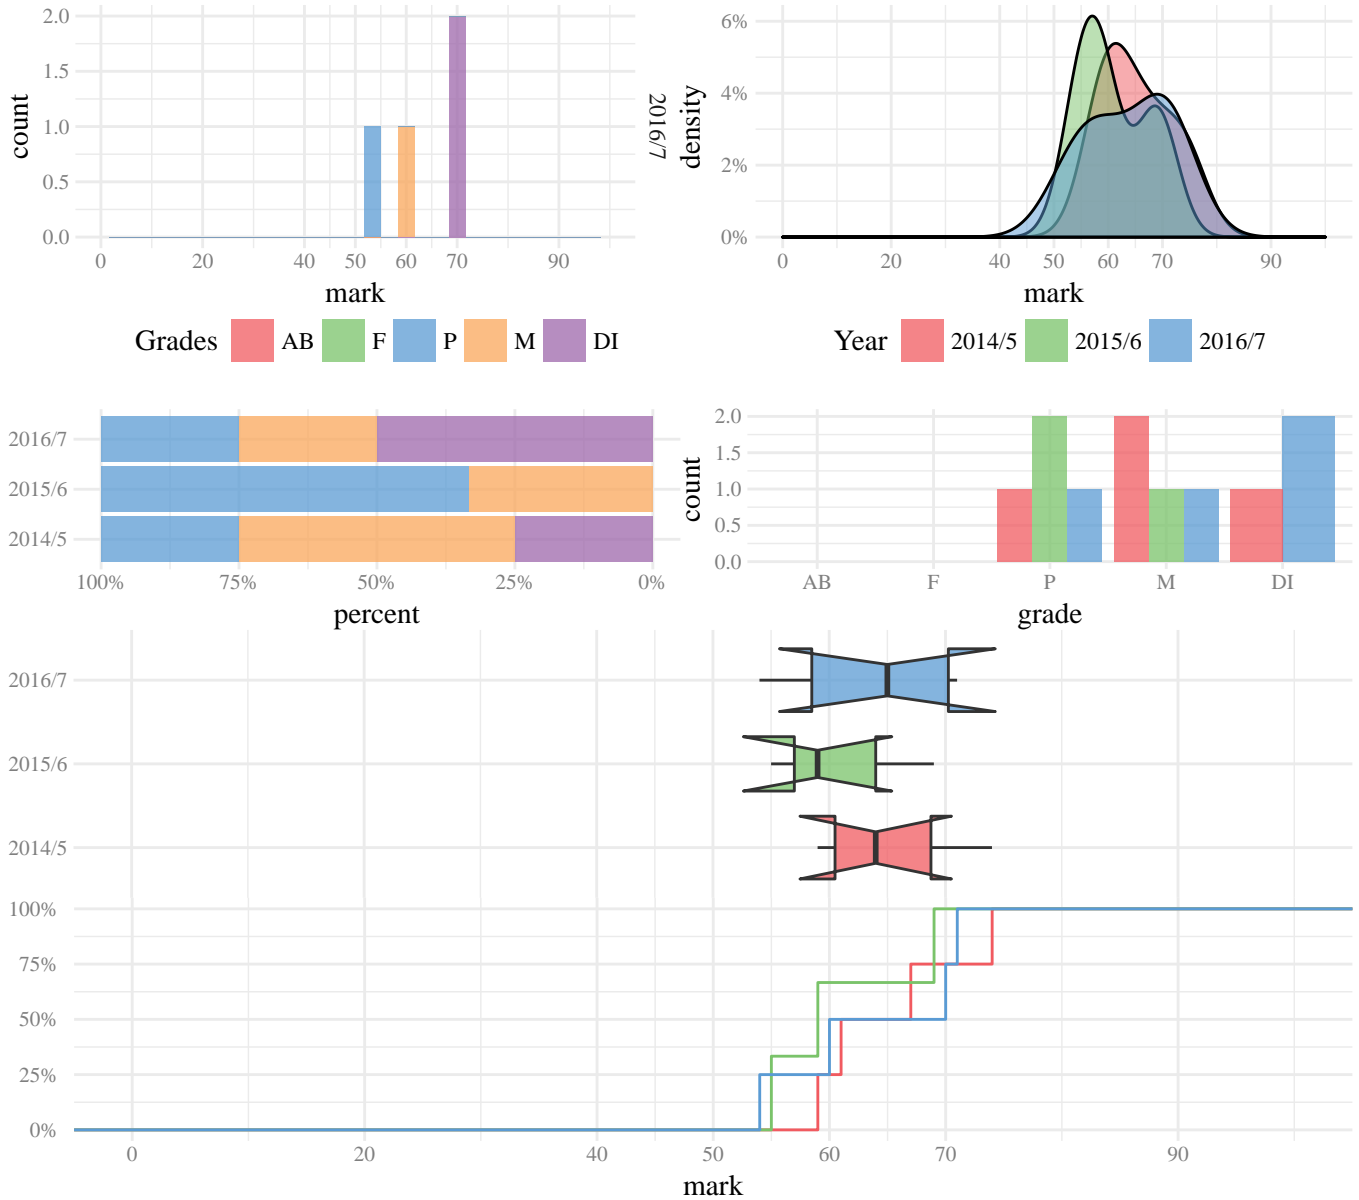 2.0
1.5
1.0
0.5
0.0
count
0 20 40 50 60 70 90
mark
2016/7
6%
4%
2%
0%
density
0 20 40 50 60 70 90
mark
Grades AB F P M DI
Year 2014/5 2015/6 2016/7
2016/7
2015/6
2014/5
100% 75% 50% 25% 0%
percent
2.0
1.5
1.0
0.5
0.0
count
AB F P M DI
grade
2016/7
2015/6
2014/5
100%
75%
50%
25%
0%
0 20 40 50 60 70 90
mark